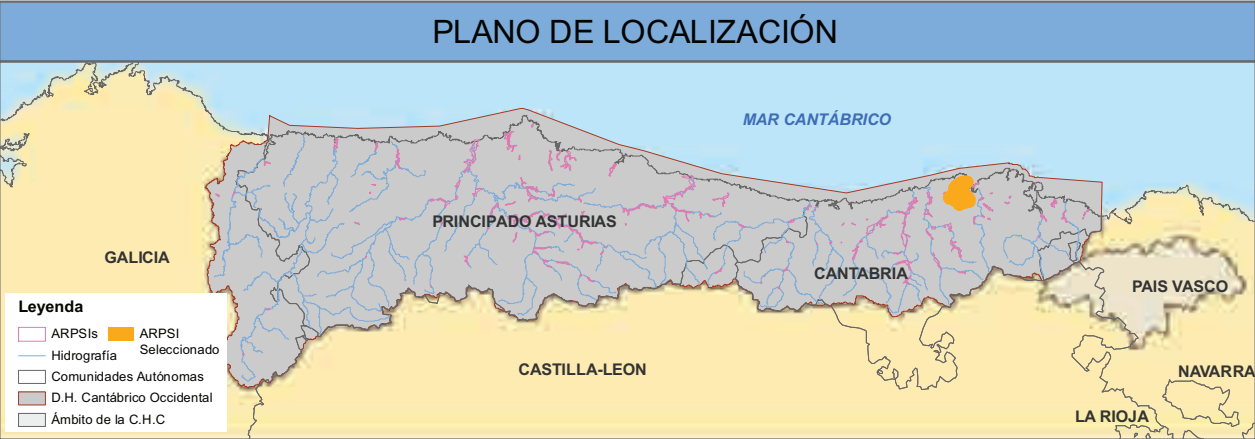 PLANO DE LOCALIZACIÓN
MAR CANTÁBRICO
PRINCIPADO ASTURIAS
GALICIA
CANTABRIA
PAIS VASCO
CASTILLA-LEON
NAVARRA
LA RIOJA
Leyenda
ARPSIs
ARPSI
Seleccionado
Hidrografía
Comunidades Autónomas
D.H. Cantábrico Occidental
Ámbito de la C.H.C